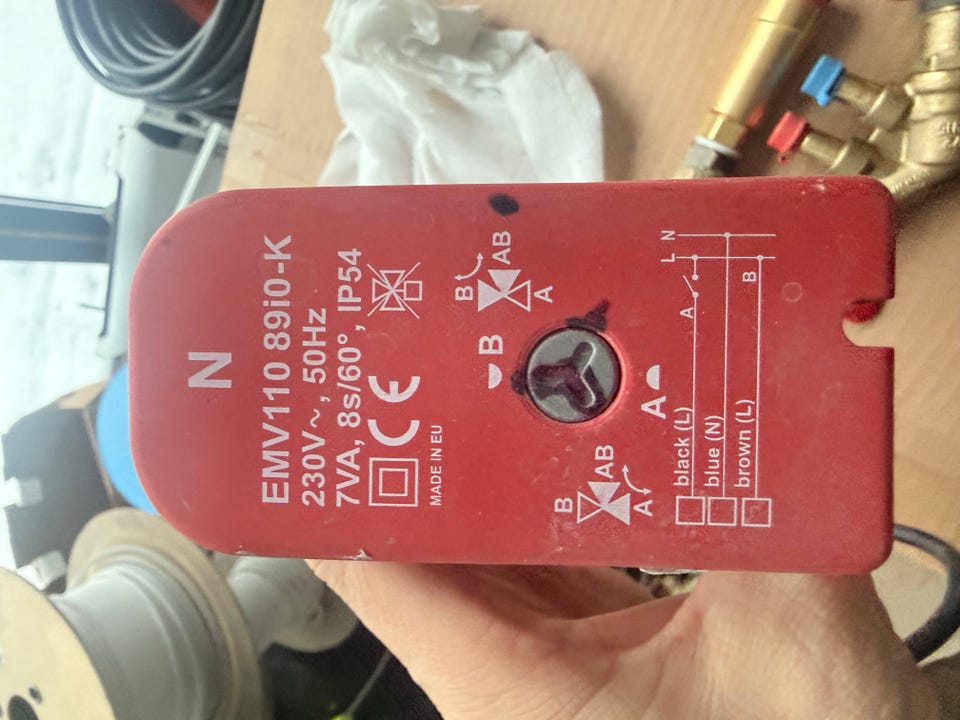 N
EMV110 89i0-K
230V~, 50Hz
7VA, 8s/60°, IP54
CE
MADE IN EU
B
B
AB
A
B
AB
A
A
L N
A
B
black (L)
blue (N)
brown (L)